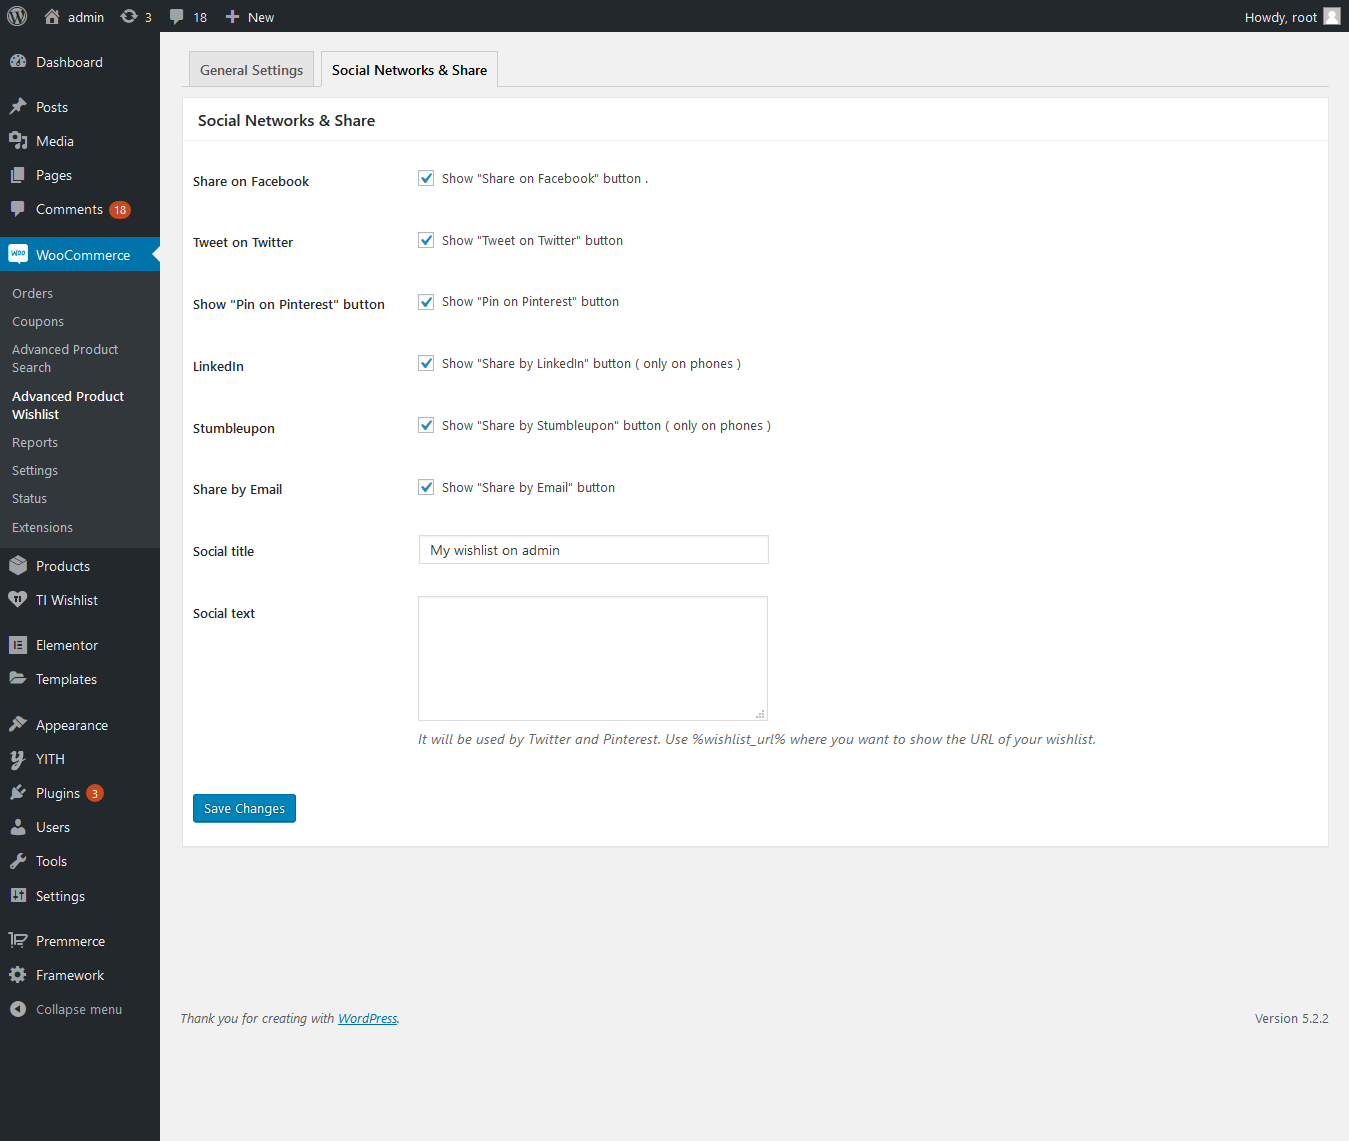 admin
3
18
New
Howdy, root
Dashboard
Posts
Media
Pages
Comments 18
WooCommerce
Orders
Coupons
Advanced Product
Search
Advanced Product
Wishlist
Reports
Settings
Status
Extensions
Products
TI Wishlist
Elementor
Templates
Appearance
YITH
Plugins 3
Users
Tools
Settings
Premmerce
Framework
Collapse menu
General Settings
Social Networks & Share
Social Networks & Share
Share on Facebook
Show "Share on Facebook" button .
Tweet on Twitter
Show "Tweet on Twitter" button
Show "Pin on Pinterest" button
Show "Pin on Pinterest" button
LinkedIn
Show "Share by LinkedIn" button ( only on phones )
Stumbleupon
Show "Share by Stumbleupon" button ( only on phones )
Share by Email
Show "Share by Email" button
Social title
My wishlist on admin
Social text
It will be used by Twitter and Pinterest. Use %wishlist_url% where you want to show the URL of your wishlist.
Save Changes
Thank you for creating with WordPress.
Version 5.2.2